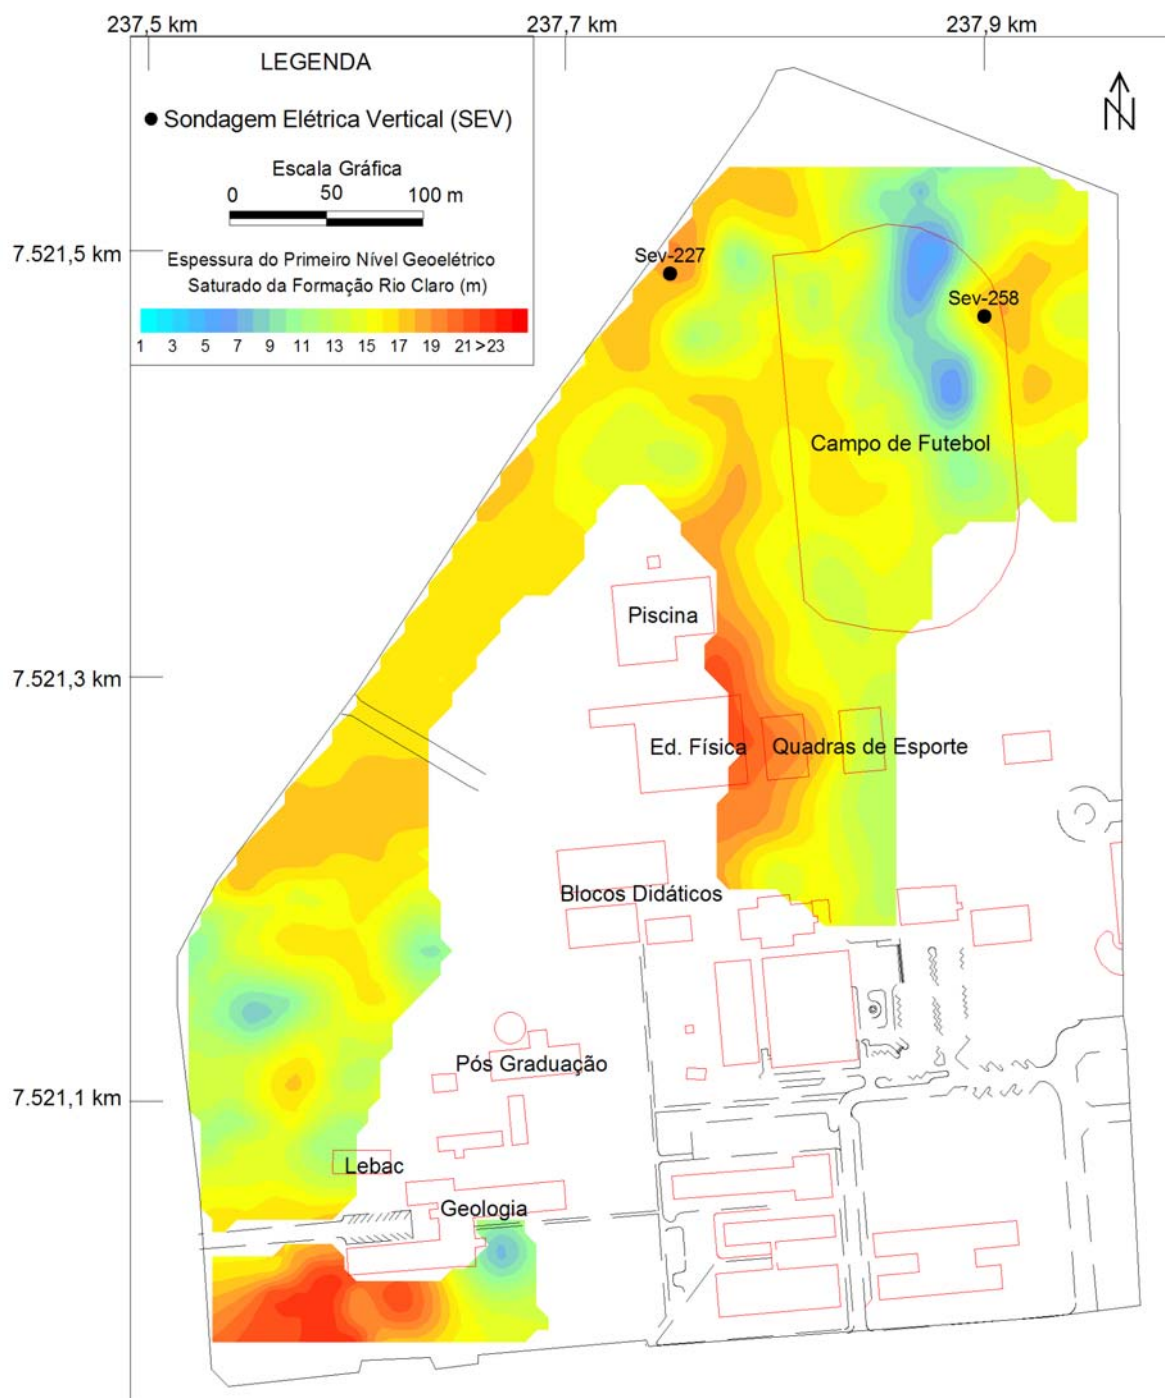 237,5 km 237,7 km 237,9 km
LEGENDA
Sondagem Elétrica Vertical (SEV)
Escala Gráfica
0 50 100 m
7.521,5 km
Espessura do Primeiro Nível Geoelétrico
Saturado da Formação Rio Claro (m)
1 3 5 7 9 11 13 15 17 19 21 >23
N
Sev-227
Sev-258
Campo de Futebol
Piscina
7.521,3 km
Ed. Física
Quadras de Esporte
Blocos Didáticos
Pós Graduação
7.521,1 km
Lebac
Geologia